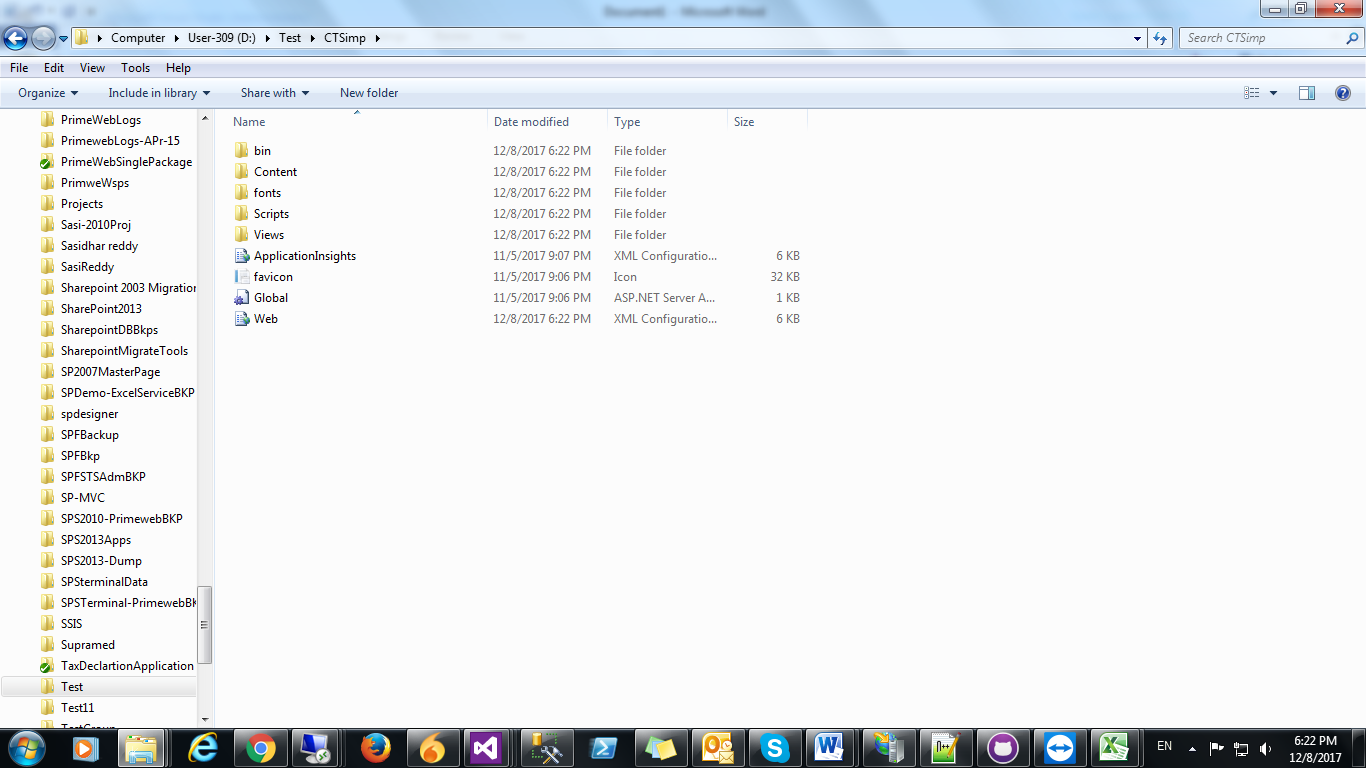 Document1 - Microsoft Word
Computer User-309 (D:) Test CTSimp
Search CTSimp
File Edit View Tools Help
Organize Include in library Share with New folder
PrimeWebLogs
PrimewebLogs-APr-15
PrimeWebSinglePackage
PrimweWsps
Projects
Sasi-2010Proj
Sasidhar reddy
SasiReddy
Sharepoint 2003 Migration
SharePoint2013
SharepointDBBkps
SharepointMigrateTools
SP2007MasterPage
SPDemo-ExcelServiceBKP
spdesigner
SPFBackup
SPFBkp
SPFSTSAdmBKP
SP-MVC
SPS2010-PrimewebBKP
SPS2013Apps
SPS2013-Dump
SPSterminalData
SPSTerminal-PrimewebBK
SSIS
Supramed
TaxDeclartionApplication
Test
Test11
Name Date modified Type Size
bin 12/8/2017 6:22 PM File folder
Content 12/8/2017 6:22 PM File folder
fonts 12/8/2017 6:22 PM File folder
Scripts 12/8/2017 6:22 PM File folder
Views 12/8/2017 6:22 PM File folder
ApplicationInsights 11/5/2017 9:07 PM XML Configuratio... 6 KB
favicon 11/5/2017 9:06 PM Icon 32 KB
Global 11/5/2017 9:06 PM ASP.NET Server A... 1 KB
Web 12/8/2017 6:22 PM XML Configuratio... 6 KB
EN
6:22 PM
12/8/2017